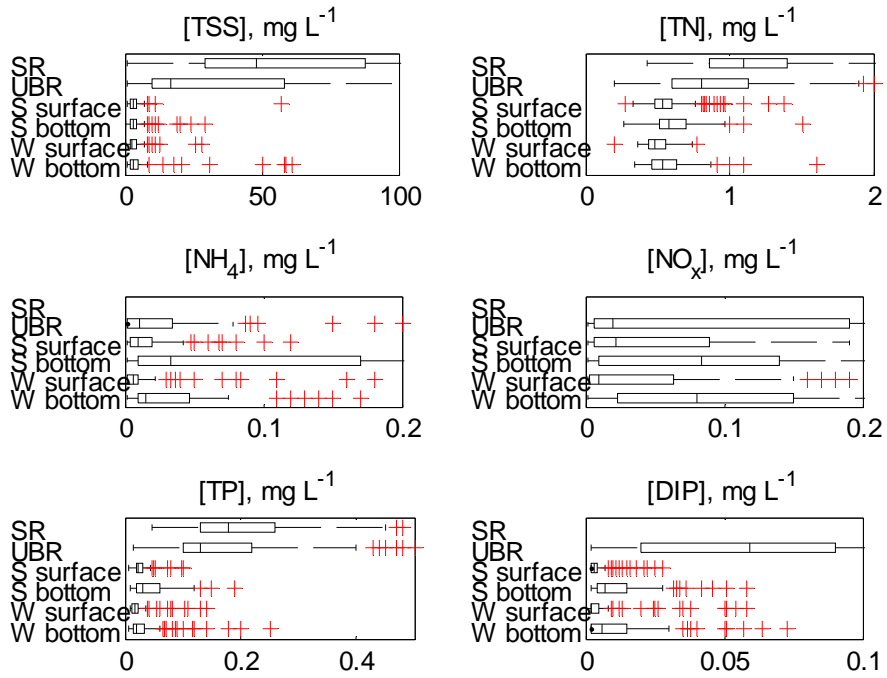 [TSS], mg L⁻¹
SR
UBR
S surface
S bottom
W surface
W bottom
0 50 100
[TN], mg L⁻¹
SR
UBR
S surface
S bottom
W surface
W bottom
0 1 2
[NH₄], mg L⁻¹
SR
UBR
S surface
S bottom
W surface
W bottom
0 0.1 0.2
[NOₓ], mg L⁻¹
SR
UBR
S surface
S bottom
W surface
W bottom
0 0.1 0.2
[TP], mg L⁻¹
SR
UBR
S surface
S bottom
W surface
W bottom
0 0.2 0.4
[DIP], mg L⁻¹
SR
UBR
S surface
S bottom
W surface
W bottom
0 0.05 0.1